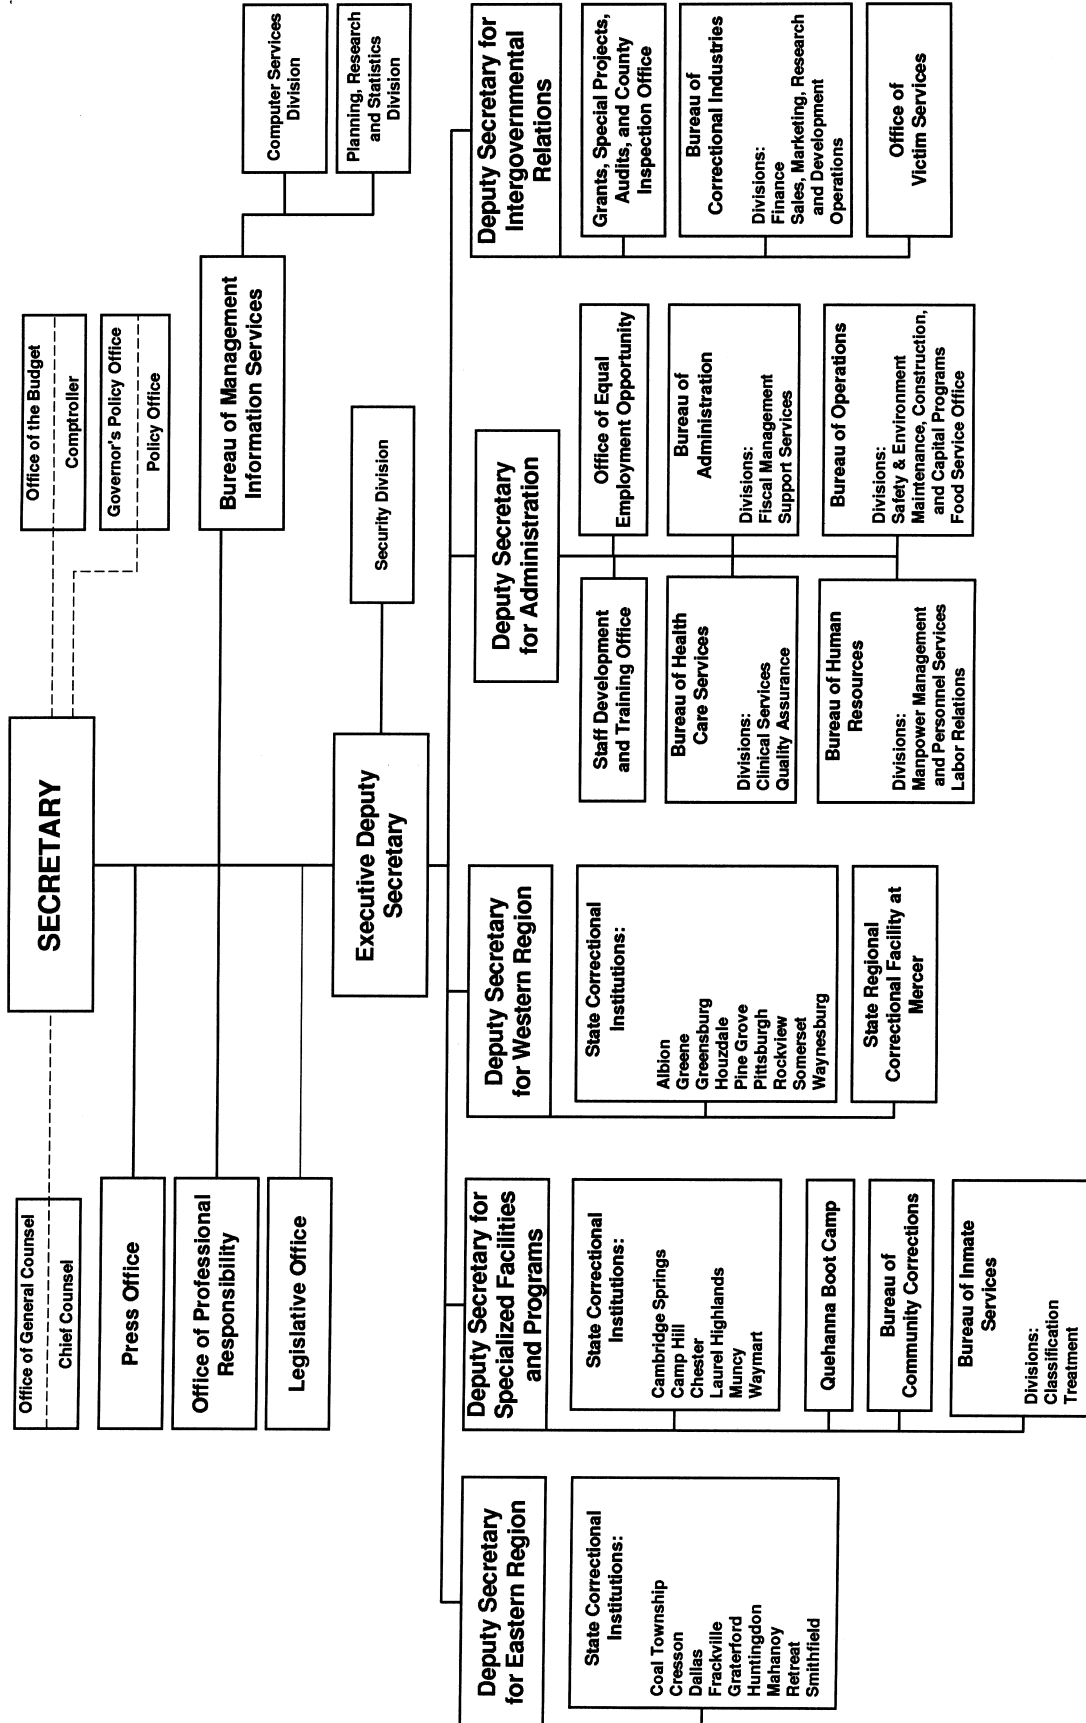 SECRETARY
Office of General Counsel
Chief Counsel
Office of the Budget
Comptroller
Governor's Policy Office
Policy Office
Press Office
Office of Professional
Responsibility
Legislative Office
Bureau of Management
Information Services
Computer Services
Division
Planning, Research
and Statistics
Division
Executive Deputy
Secretary
Security Division
Deputy Secretary
for Eastern Region
State Correctional
Institutions:
Coal Township
Cresson
Dallas
Frackville
Graterford
Huntingdon
Mahanoy
Retreat
Smithfield
Deputy Secretary for
Specialized Facilities
and Programs
State Correctional
Institutions:
Cambridge Springs
Camp Hill
Chester
Laurel Highlands
Muncy
Waymart
Quehanna Boot Camp
Bureau of
Community Corrections
Bureau of Inmate
Services
Divisions:
Classification
Treatment
Deputy Secretary
for Western Region
State Correctional
Institutions:
Albion
Greene
Greensburg
Houzdale
Pine Grove
Pittsburgh
Rockview
Somerset
Waynesburg
State Regional
Correctional Facility at
Mercer
Deputy Secretary
for Administration
Staff Development
and Training Office
Office of Equal
Employment Opportunity
Bureau of Health
Care Services
Divisions:
Clinical Services
Quality Assurance
Bureau of
Administration
Divisions:
Fiscal Management
Support Services
Bureau of Human
Resources
Divisions:
Manpower Management
and Personnel Services
Labor Relations
Bureau of Operations
Divisions:
Safety & Environment
Maintenance, Construction,
and Capital Programs
Food Service Office
Deputy Secretary for
Intergovernmental
Relations
Grants, Special Projects,
Audits, and County
Inspection Office
Bureau of
Correctional Industries
Divisions:
Finance
Sales, Marketing, Research
and Development
Operations
Office of
Victim Services